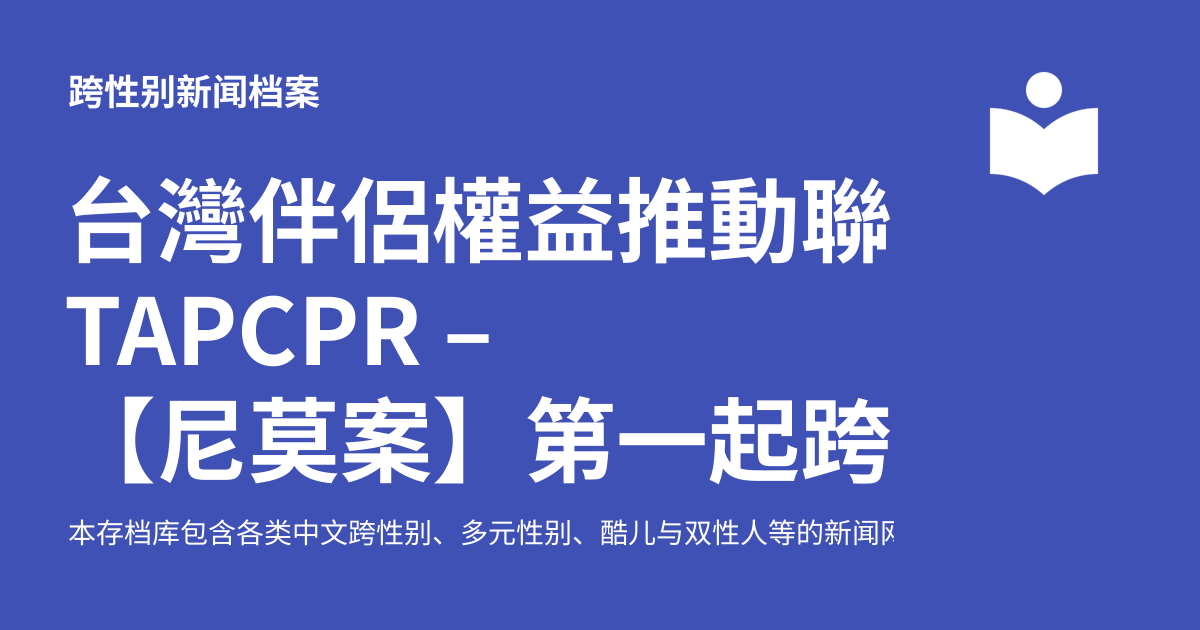 跨性别新闻档案
台灣伴侶權益推動聯
TAPCPR –
【尼莫案】第一起跨
本存档库包含各类中文跨性别、多元性别、酷儿与双性人等的新闻网